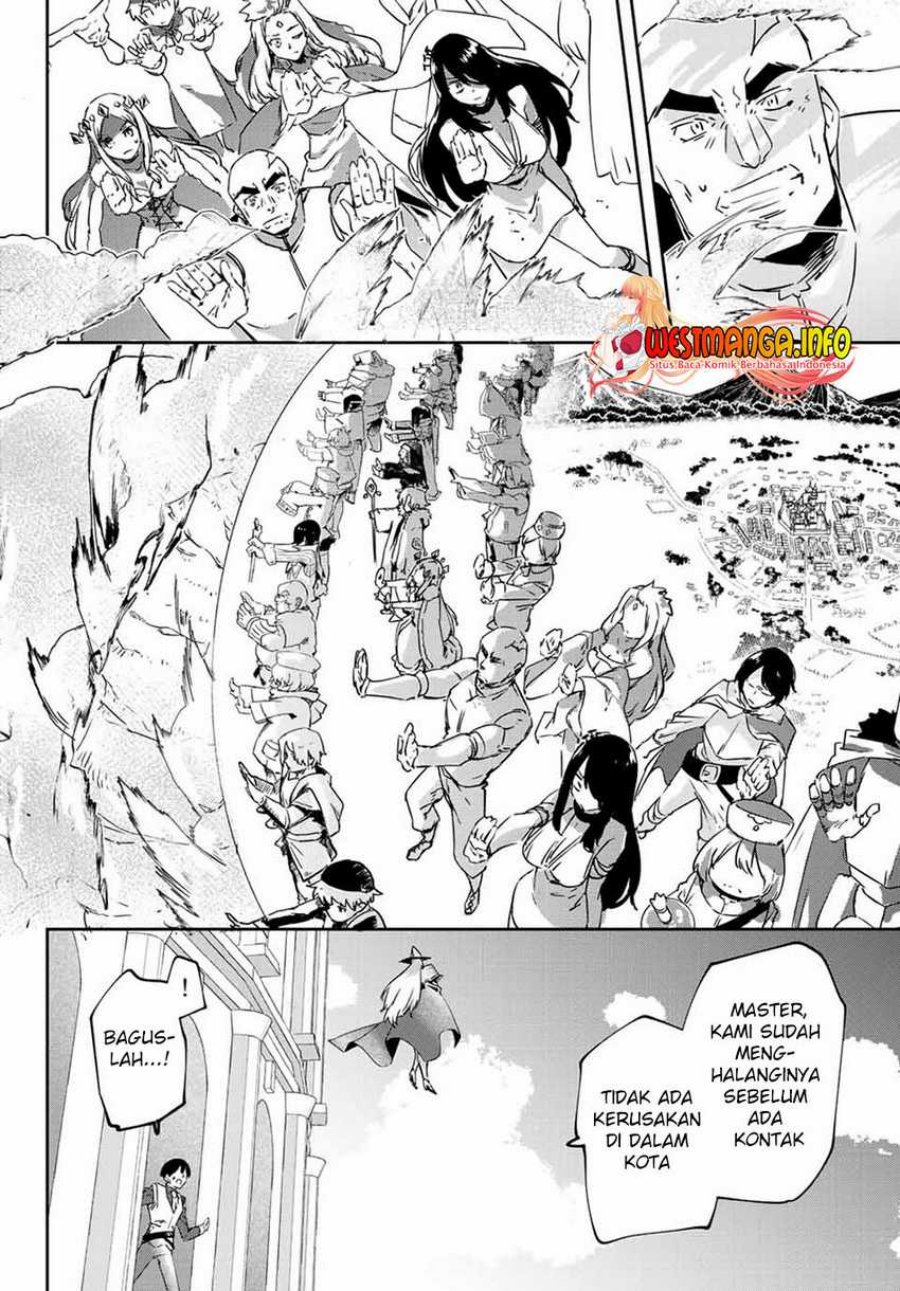 WESTMANGA.INFO
Situs Baca Komik Berbahasa Indonesia
MASTER,
KAMI SUDAH
MENG-
HALANGINYA
SEBELUM
ADA
KONTAK
TIDAK ADA
KERUSAKAN
DI DALAM
KOTA
!
BAGUS-
LAH...!